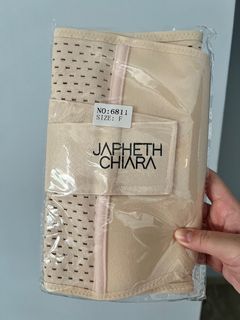 NO:6811
SIZE: F
JAPHETH
CHIARA